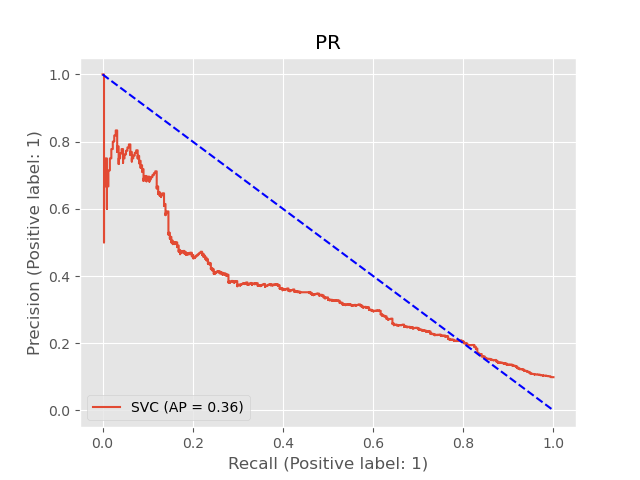 PR
Precision (Positive label: 1)
1.0
0.8
0.6
0.4
0.2
0.0
SVC (AP = 0.36)
0.0 0.2 0.4 0.6 0.8 1.0
Recall (Positive label: 1)